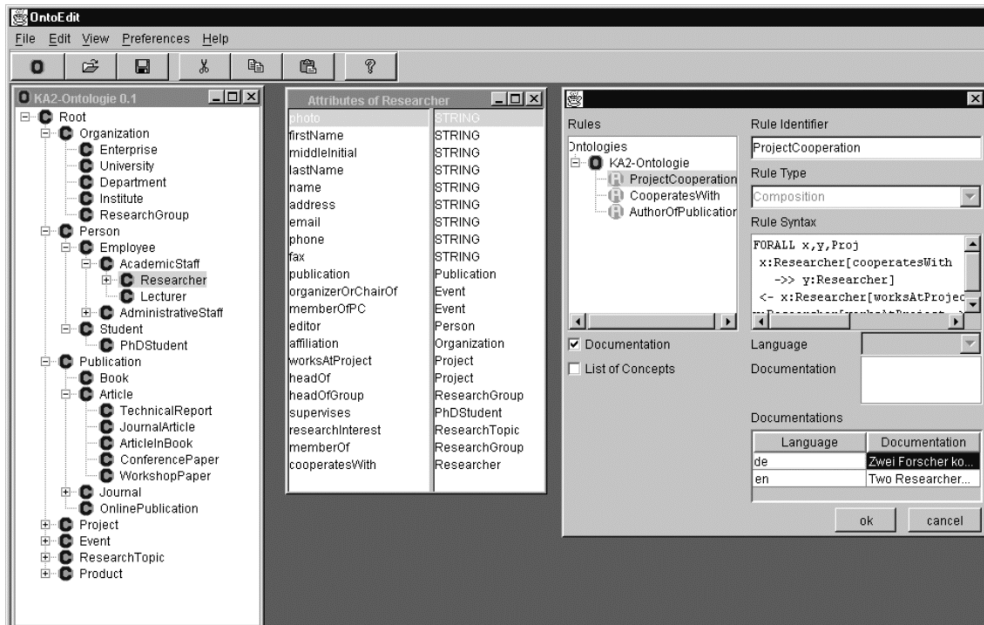 OntoEdit
File Edit View Preferences Help
KA2-Ontologie 0.1
Root
Organization
Enterprise
University
Department
Institute
ResearchGroup
Person
Employee
AcademicStaff
Researcher
Lecturer
AdministrativeStaff
Student
PhDStudent
Publication
Book
Article
TechnicalReport
JournalArticle
ArticleInBook
ConferencePaper
WorkshopPaper
Journal
OnlinePublication
Project
Event
ResearchTopic
Product
Attributes of Researcher
photo STRING
firstName STRING
middleInitial STRING
lastName STRING
name STRING
address STRING
email STRING
phone STRING
fax STRING
publication Publication
organizerOrChairOf Event
memberOfPC Event
editor Person
affiliation Organization
worksAtProject Project
headOf Project
headOfGroup ResearchGroup
supervises PhDStudent
researchInterest ResearchTopic
memberOf ResearchGroup
cooperatesWith Researcher
Rules
Ontologies
KA2-Ontologie
ProjectCooperation
CooperatesWith
AuthorOfPublication
Documentation
List of Concepts
Rule Identifier
ProjectCooperation
Rule Type
Composition
Rule Syntax
FORALL x,y,Proj
x:Researcher[cooperatesWith
->> y:Researcher]
<- x:Researcher[worksAtProjec
Language
Documentation
Documentations
Language Documentation
de Zwei Forscher ko...
en Two Researcher...
ok cancel